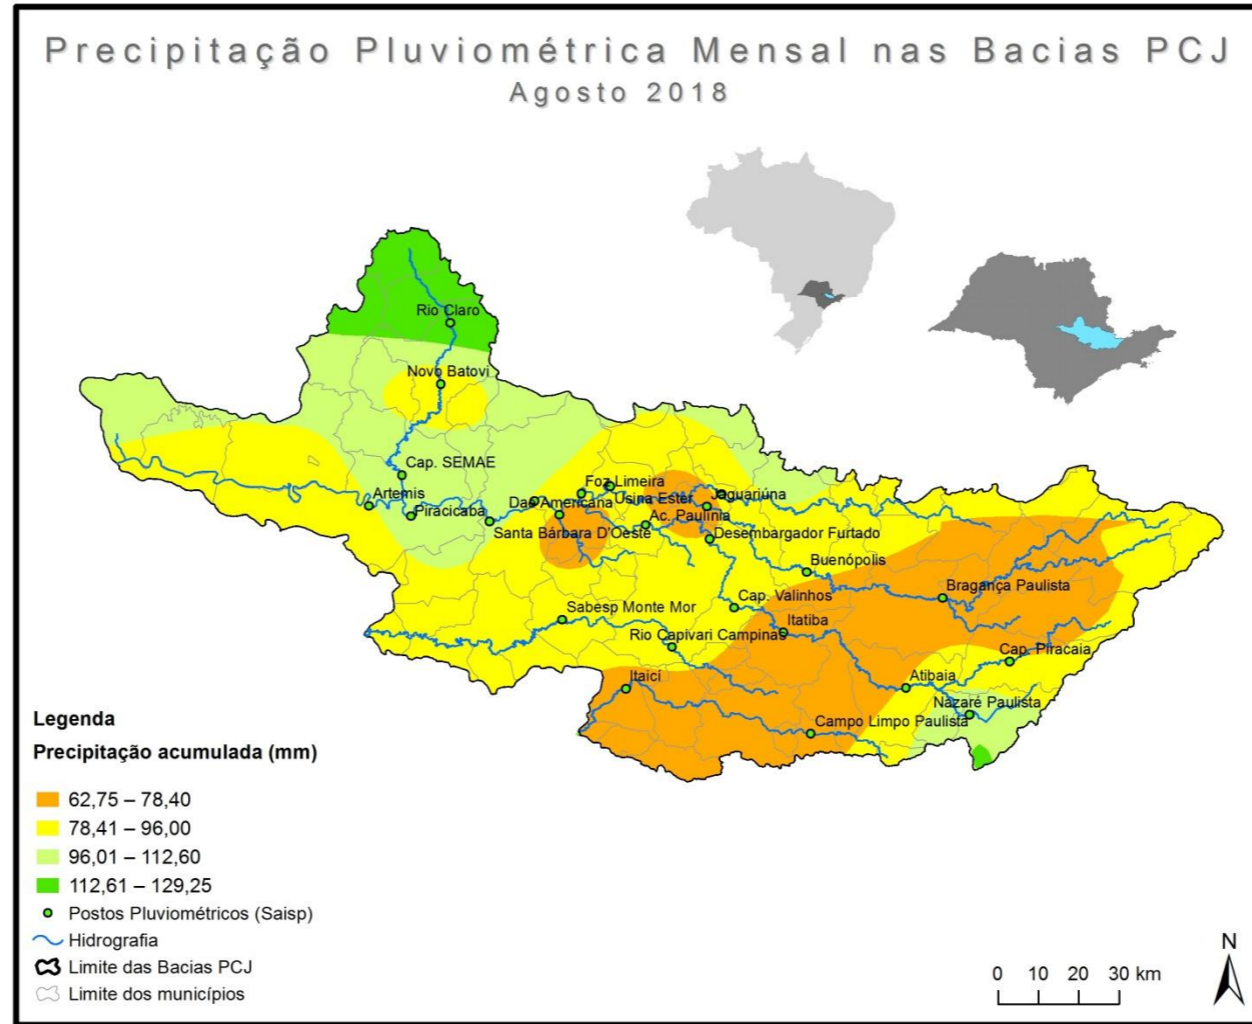 Precipitação Pluviométrica Mensal nas Bacias PCJ
Agosto 2018
Rio Claro
Novo Batovi
Cap. SEMAE
Artemis
Piracicaba
Foz Limeira
Dae Americana
Usina Ester
Jaguariúna
Ac. Paulínia
Santa Bárbara D'Oeste
Desembargador Furtado
Buenópolis
Bragança Paulista
Cap. Valinhos
Sabesp Monte Mor
Itatiba
Rio Capivari Campinas
Cap. Piracaia
Itaicí
Atibaia
Nazaré Paulista
Campo Limpo Paulista
Legenda
Precipitação acumulada (mm)
62,75 – 78,40
78,41 – 96,00
96,01 – 112,60
112,61 – 129,25
Postos Pluviométricos (Saisp)
Hidrografia
Limite das Bacias PCJ
Limite dos municípios
N
0 10 20 30 km